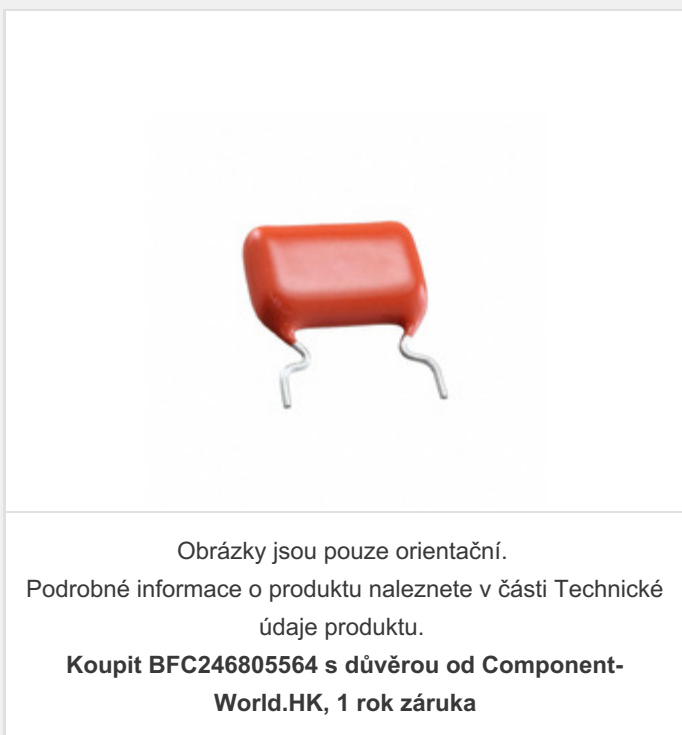 Obrázky jsou pouze orientační.
Podrobné informace o produktu naleznete v části Technické
údaje produktu.
Koupit BFC246805564 s důvěrou od Component-
World.HK, 1 rok záruka